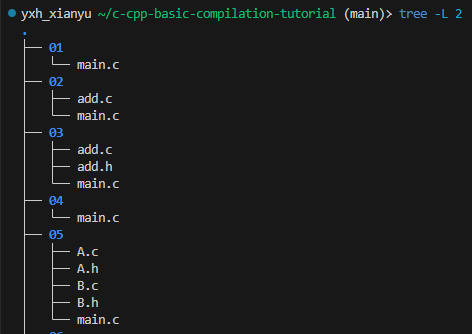 yxh_xianyu ~/c-cpp-basic-compilation-tutorial (main)> tree -L 2
.
├── 01
│   └── main.c
├── 02
│   ├── add.c
│   └── main.c
├── 03
│   ├── add.c
│   ├── add.h
│   └── main.c
├── 04
│   └── main.c
├── 05
│   ├── A.c
│   ├── A.h
│   ├── B.c
│   ├── B.h
│   └── main.c